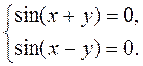 sin(x + y) = 0,
sin(x − y) = 0.